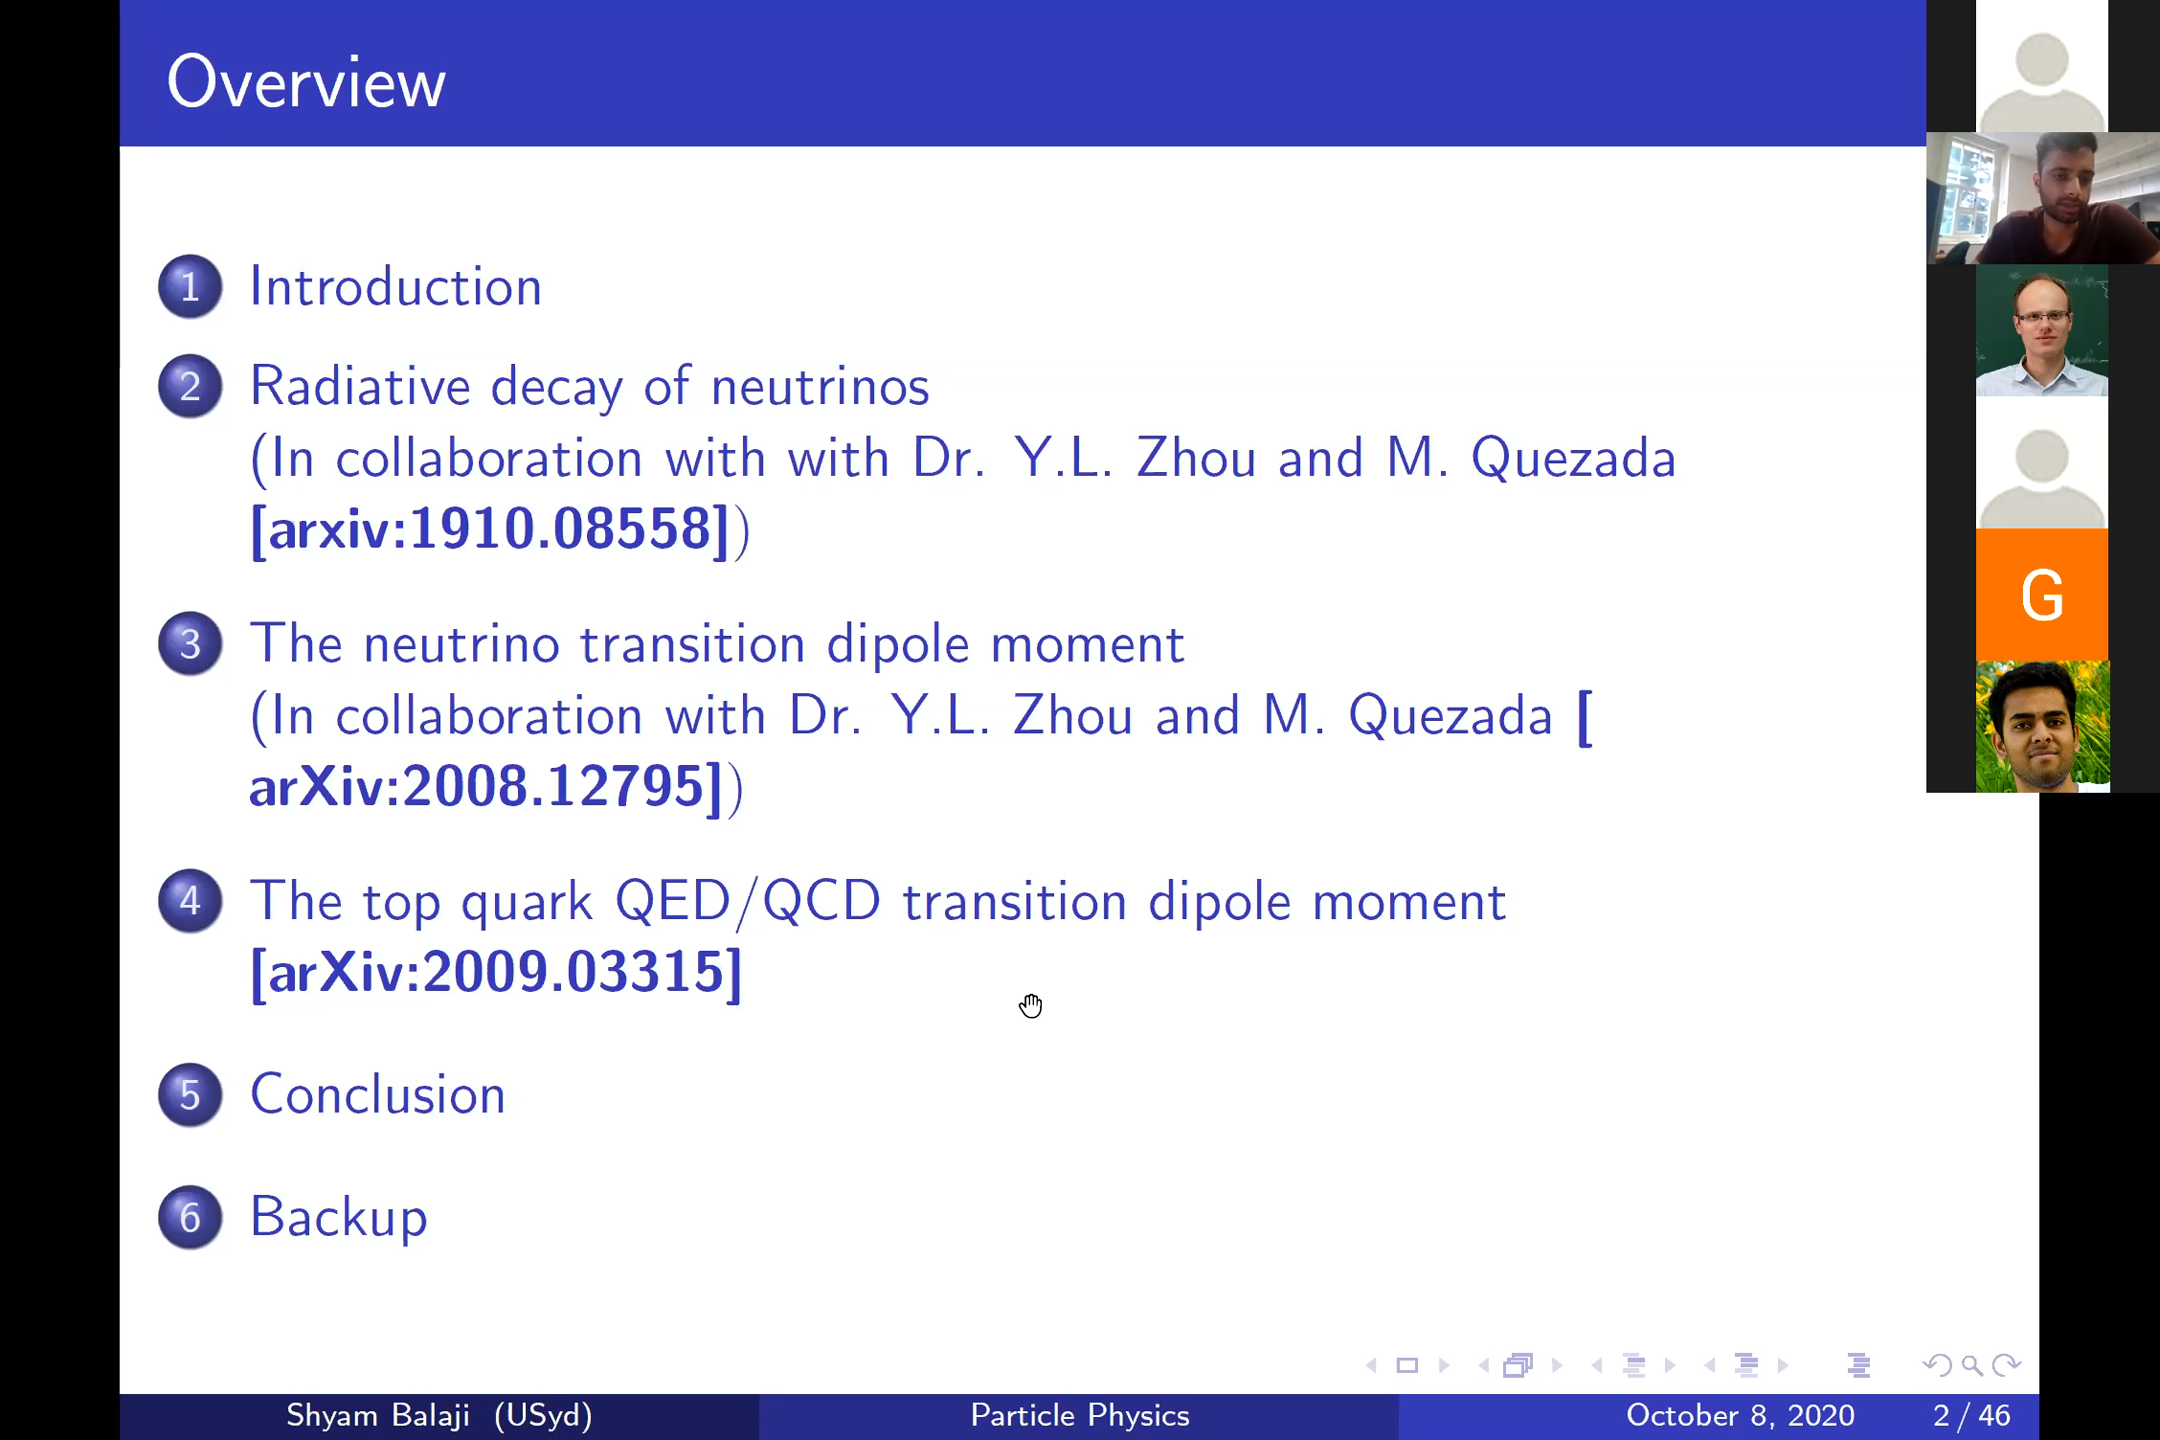 Overview
1 Introduction
2 Radiative decay of neutrinos
(In collaboration with with Dr. Y.L. Zhou and M. Quezada
[arxiv:1910.08558])
3 The neutrino transition dipole moment
(In collaboration with Dr. Y.L. Zhou and M. Quezada [
arXiv:2008.12795])
4 The top quark QED/QCD transition dipole moment
[arXiv:2009.03315]
5 Conclusion
6 Backup
G
Shyam Balaji (USyd) Particle Physics October 8, 2020 2 / 46